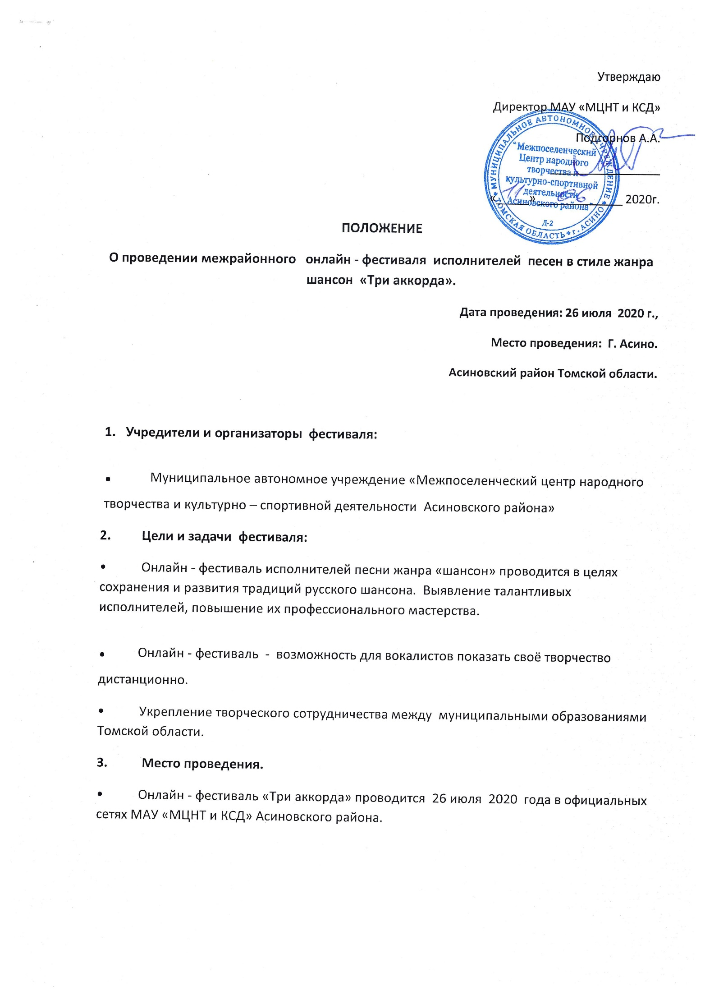 Утверждаю
Директор МАУ «МЦНТ и КСД»
Подгорнов А.А.
«11» 06 2020г.
МУНИЦИПАЛЬНОЕ АВТОНОМНОЕ УЧРЕЖДЕНИЕ * ТОМСКАЯ ОБЛАСТЬ * г. АСИНО *
"Межпоселенческий
Центр народного
творчества и
культурно-спортивной
деятельности
Асиновского района"
Д-2
ПОЛОЖЕНИЕ
О проведении межрайонного онлайн - фестиваля исполнителей песен в стиле жанра
шансон «Три аккорда».
Дата проведения: 26 июля 2020 г.,
Место проведения: Г. Асино.
Асиновский район Томской области.
1. Учредители и организаторы фестиваля:
• Муниципальное автономное учреждение «Межпоселенческий центр народного
творчества и культурно – спортивной деятельности Асиновского района»
2. Цели и задачи фестиваля:
• Онлайн - фестиваль исполнителей песни жанра «шансон» проводится в целях
сохранения и развития традиций русского шансона. Выявление талантливых
исполнителей, повышение их профессионального мастерства.
• Онлайн - фестиваль - возможность для вокалистов показать своё творчество
дистанционно.
• Укрепление творческого сотрудничества между муниципальными образованиями
Томской области.
3. Место проведения.
• Онлайн - фестиваль «Три аккорда» проводится 26 июля 2020 года в официальных
сетях МАУ «МЦНТ и КСД» Асиновского района.